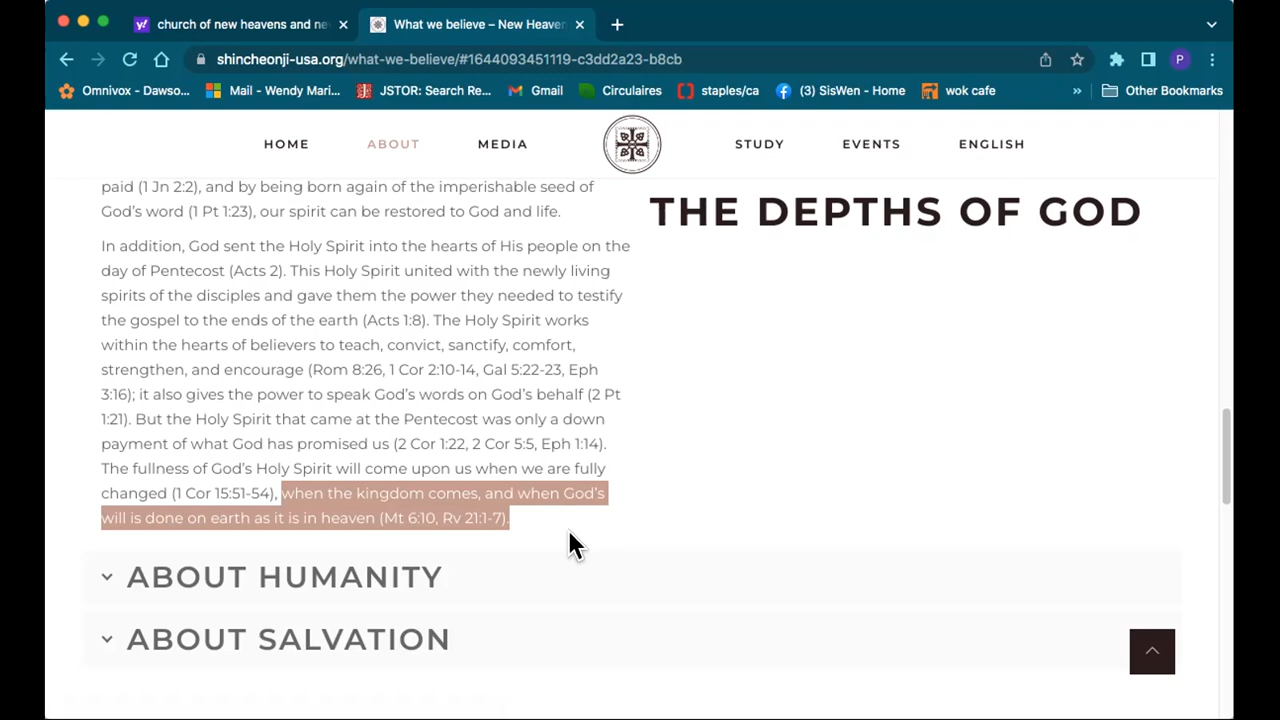 church of new heavens and ne
What we believe – New Heaven
shincheonji-usa.org/what-we-believe/#1644093451119-c3dd2a23-b8cb
P
Omnivox - Dawso...
Mail - Wendy Mari...
JSTOR: Search Re...
Gmail
Circulaires
staples/ca
(3) SisWen - Home
wok cafe
»
Other Bookmarks
HOME
ABOUT
MEDIA
STUDY
EVENTS
ENGLISH
paid (1 Jn 2:2), and by being born again of the imperishable seed of
God's word (1 Pt 1:23), our spirit can be restored to God and life.
THE DEPTHS OF GOD
In addition, God sent the Holy Spirit into the hearts of His people on the
day of Pentecost (Acts 2). This Holy Spirit united with the newly living
spirits of the disciples and gave them the power they needed to testify
the gospel to the ends of the earth (Acts 1:8). The Holy Spirit works
within the hearts of believers to teach, convict, sanctify, comfort,
strengthen, and encourage (Rom 8:26, 1 Cor 2:10-14, Gal 5:22-23, Eph
3:16); it also gives the power to speak God's words on God's behalf (2 Pt
1:21). But the Holy Spirit that came at the Pentecost was only a down
payment of what God has promised us (2 Cor 1:22, 2 Cor 5:5, Eph 1:14).
The fullness of God's Holy Spirit will come upon us when we are fully
changed (1 Cor 15:51-54), when the kingdom comes, and when God's
will is done on earth as it is in heaven (Mt 6:10, Rv 21:1-7).
ABOUT HUMANITY
ABOUT SALVATION